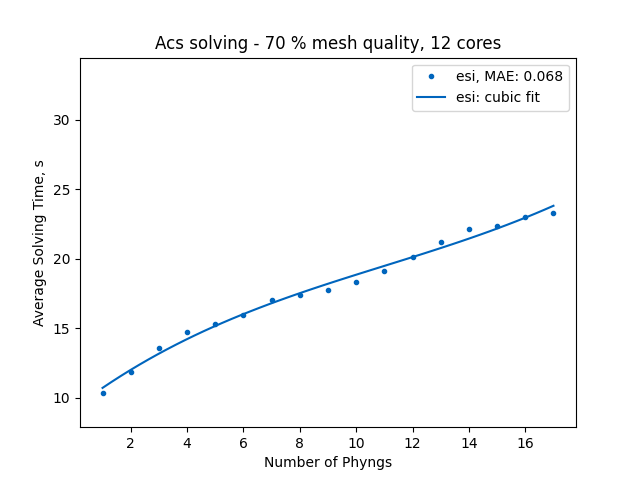 Acs solving - 70 % mesh quality, 12 cores
esi, MAE: 0.068
esi: cubic fit
Average Solving Time, s
30
25
20
15
10
2 4 6 8 10 12 14 16
Number of Phyngs